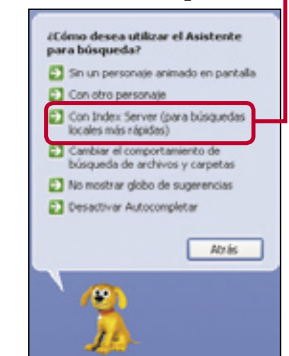 ¿Cómo desea utilizar el Asistente
para búsqueda?
Sin un personaje animado en pantalla
Con otro personaje
Con Index Server (para búsquedas
locales más rápidas)
Cambiar el comportamiento de
búsqueda de archivos y carpetas
No mostrar globo de sugerencias
Desactivar Autocompletar
Atrás